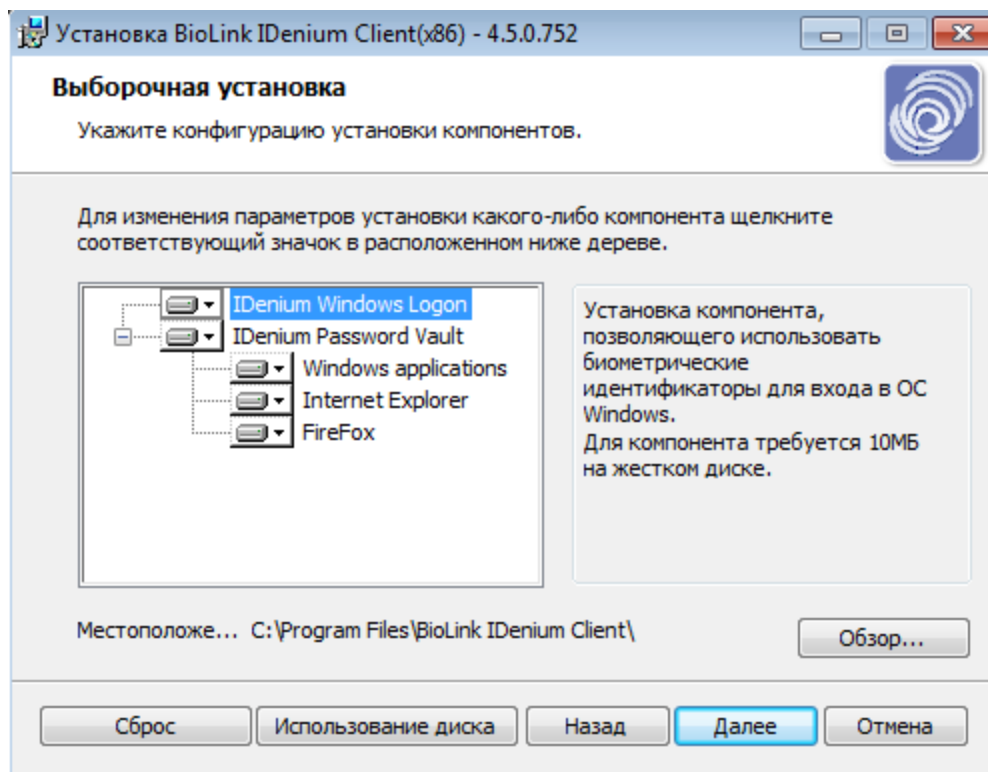 Установка BioLink IDenium Client(x86) - 4.5.0.752
Выборочная установка
Укажите конфигурацию установки компонентов.
Для изменения параметров установки какого-либо компонента щелкните
соответствующий значок в расположенном ниже дереве.
IDenium Windows Logon
IDenium Password Vault
Windows applications
Internet Explorer
FireFox
Установка компонента,
позволяющего использовать
биометрические
идентификаторы для входа в ОС
Windows.
Для компонента требуется 10МБ
на жестком диске.
Местоположе... C:\Program Files\BioLink IDenium Client\
Обзор...
Сброс Использование диска Назад Далее Отмена